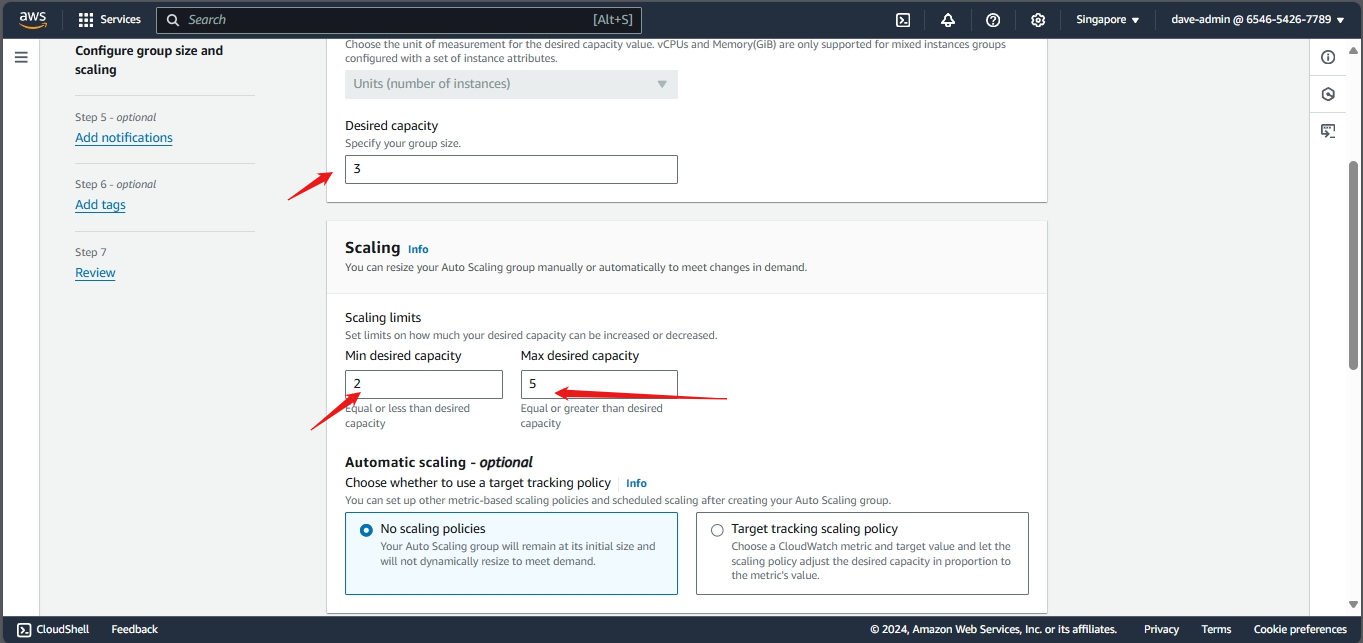 aws
Services
Search
[Alt+S]
Singapore
dave-admin @ 6546-5426-7789
Configure group size and
scaling
Step 5 - optional
Add notifications
Step 6 - optional
Add tags
Step 7
Review
Choose the unit of measurement for the desired capacity value. vCPUs and Memory(GiB) are only supported for mixed instances groups
configured with a set of instance attributes.
Units (number of instances)
Desired capacity
Specify your group size.
3
Scaling Info
You can resize your Auto Scaling group manually or automatically to meet changes in demand.
Scaling limits
Set limits on how much your desired capacity can be increased or decreased.
Min desired capacity
Max desired capacity
2
5
Equal or less than desired
capacity
Equal or greater than desired
capacity
Automatic scaling - optional
Choose whether to use a target tracking policy Info
You can set up other metric-based scaling policies and scheduled scaling after creating your Auto Scaling group.
No scaling policies
Your Auto Scaling group will remain at its initial size and
will not dynamically resize to meet demand.
Target tracking scaling policy
Choose a CloudWatch metric and target value and let the
scaling policy adjust the desired capacity in proportion to
the metric's value.
CloudShell
Feedback
© 2024, Amazon Web Services, Inc. or its affiliates.
Privacy
Terms
Cookie preferences